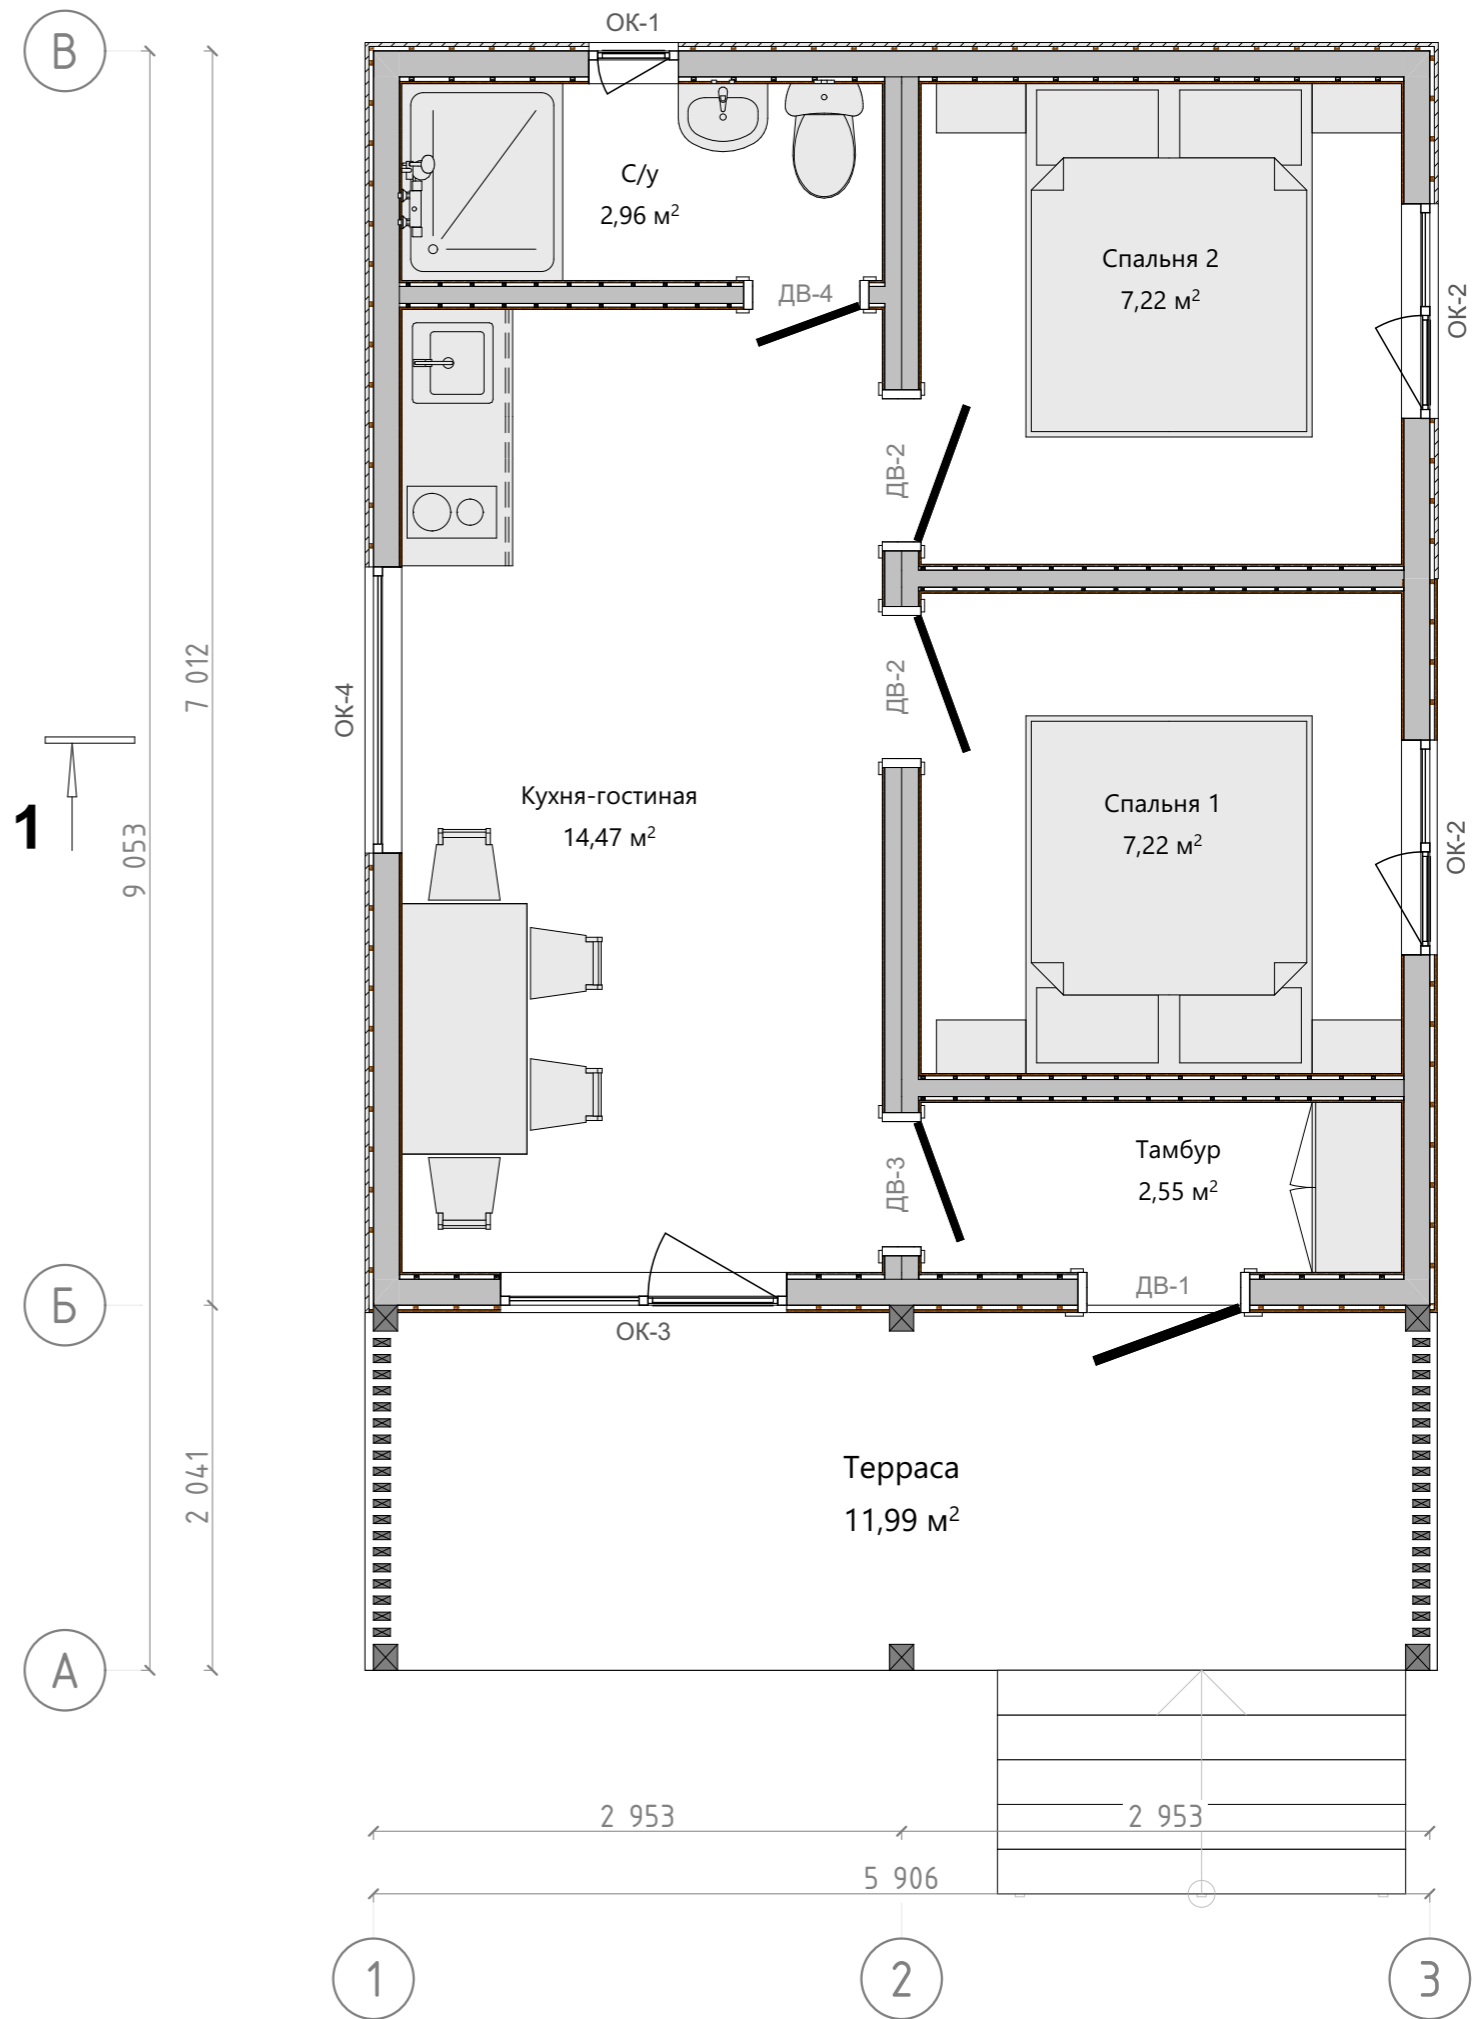 ОК-1
В
С/у
2,96 м²
ДВ-4
Спальня 2
7,22 м²
ОК-2
ДВ-2
7 012
9 053
1
ОК-4
ДВ-2
Кухня-гостиная
14,47 м²
Спальня 1
7,22 м²
ОК-2
Тамбур
2,55 м²
ДВ-3
ДВ-1
Б
ОК-3
2 041
Терраса
11,99 м²
А
2 953
2 953
5 906
1
2
3